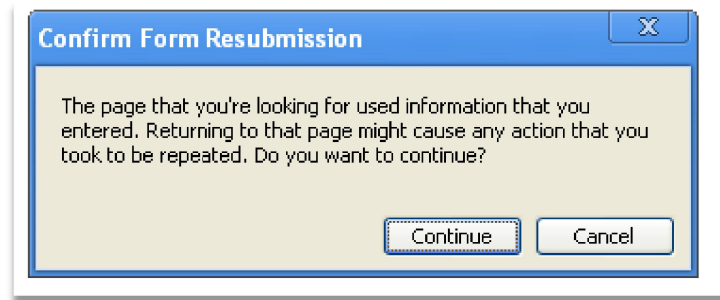 Confirm Form Resubmission
The page that you're looking for used information that you
entered. Returning to that page might cause any action that you
took to be repeated. Do you want to continue?
Continue
Cancel